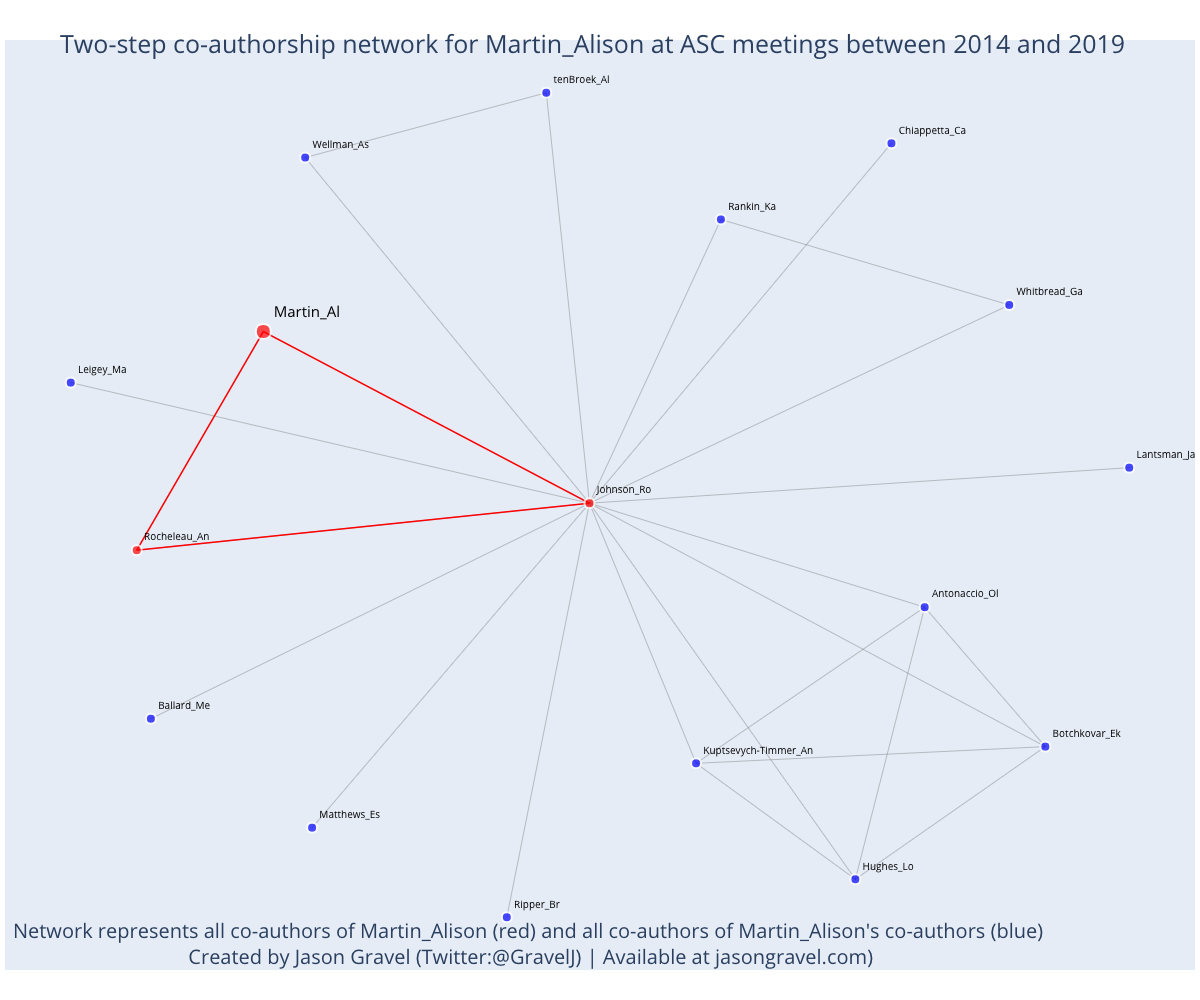 Two-step co-authorship network for Martin_Alison at ASC meetings between 2014 and 2019
tenBroek_Al
Chiappetta_Ca
Wellman_As
Rankin_Ka
Whitbread_Ga
Martin_Al
Leigey_Ma
Lantsman_Ja
Johnson_Ro
Rocheleau_An
Antonaccio_Ol
Ballard_Me
Botchkovar_Ek
Kuptsevych-Timmer_An
Matthews_Es
Hughes_Lo
Ripper_Br
Network represents all co-authors of Martin_Alison (red) and all co-authors of Martin_Alison's co-authors (blue)
Created by Jason Gravel (Twitter:@GravelJ) | Available at jasongravel.com)